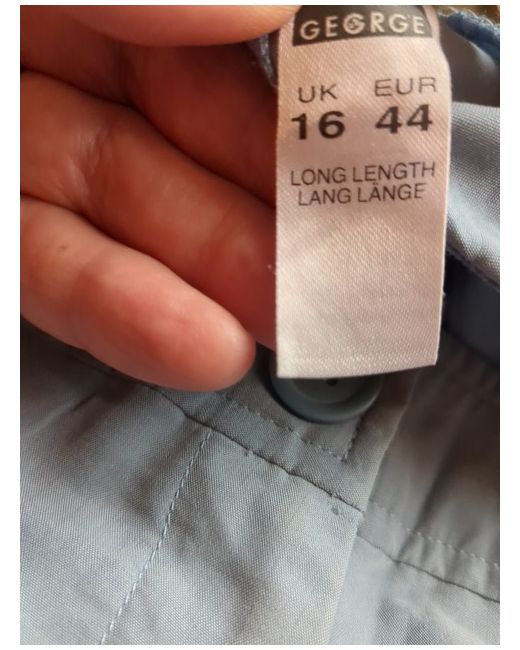 GEORGE
UK EUR
16 44
LONG LENGTH
LANG LÄNGE